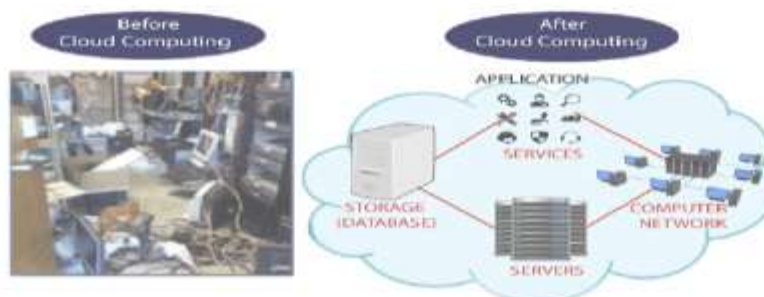 Before
Cloud Computing
After
Cloud Computing
APPLICATION
SERVICES
STORAGE
(DATABASE)
COMPUTER
NETWORK
SERVERS